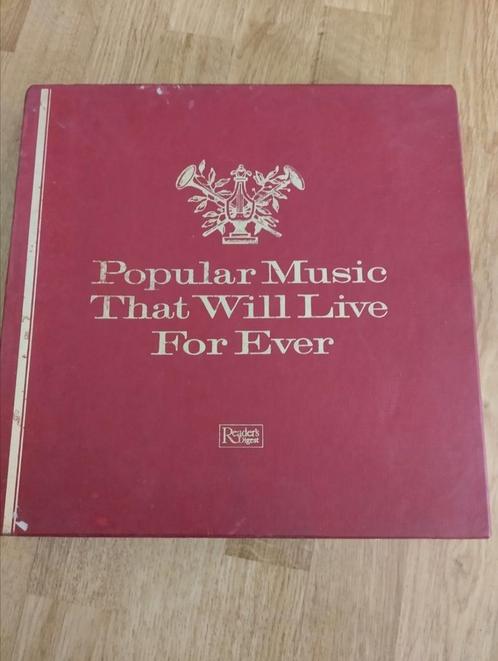 Popular Music
That Will Live
For Ever
Reader's
Digest